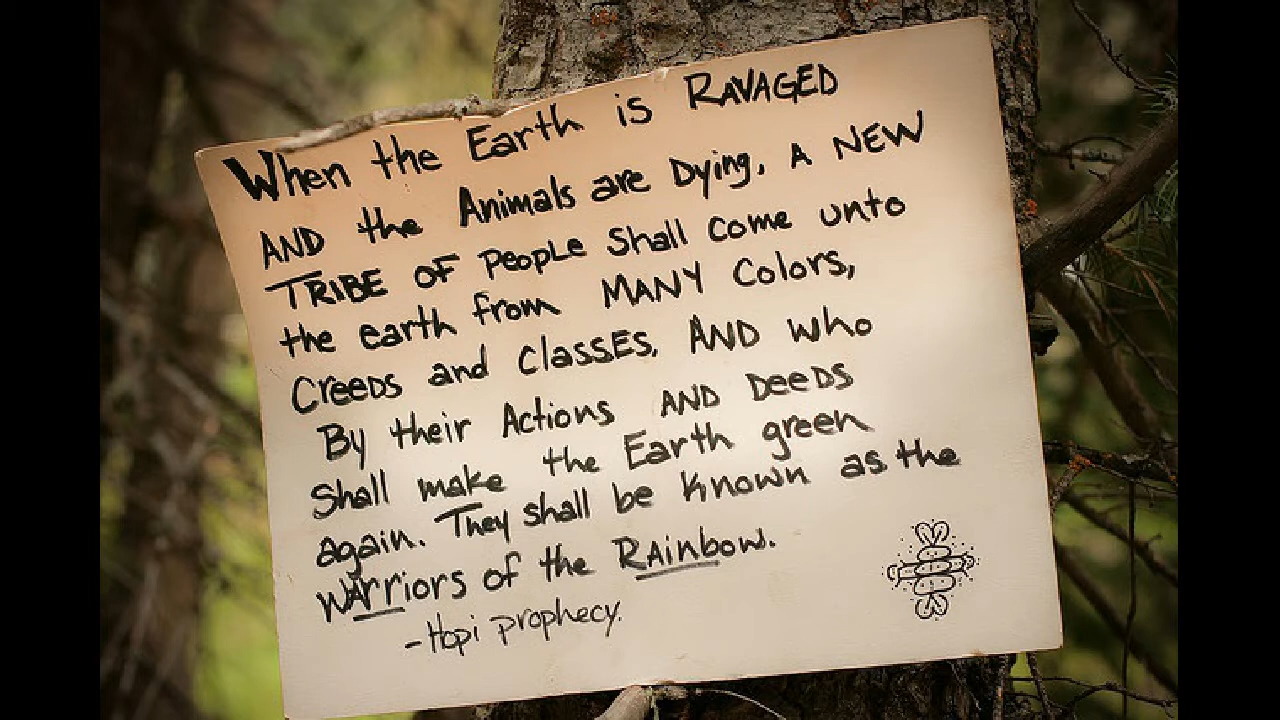 When the Earth is RAVAGED
AND the Animals are Dying, A NEW
TRIBE OF PeoPLE Shall Come unto
the earth from MANY Colors,
CreeDS and ClasSES, AND who
By their Actions AND DeeDS
Shall make the Earth green
again. They shall be Known as the
WARriors of the RAinbow.
-Hopi prophecy.